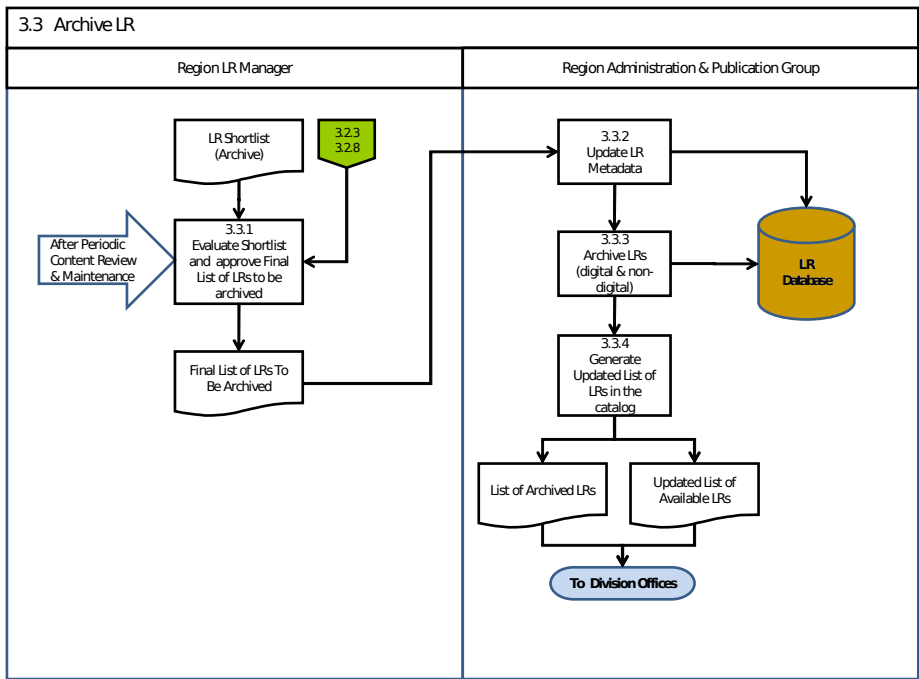 3.3 Archive LR
Region LR Manager
Region Administration & Publication Group
LR Shortlist
(Archive)
3.2.3
3.2.8
After Periodic
Content Review
& Maintenance
3.3.1
Evaluate Shortlist
and approve Final
List of LRs to be
archived
Final List of LRs To
Be Archived
3.3.2
Update LR
Metadata
3.3.3
Archive LRs
(digital & non-
digital)
LR
Database
3.3.4
Generate
Updated List of
LRs in the
catalog
List of Archived LRs
Updated List of
Available LRs
To Division Offices